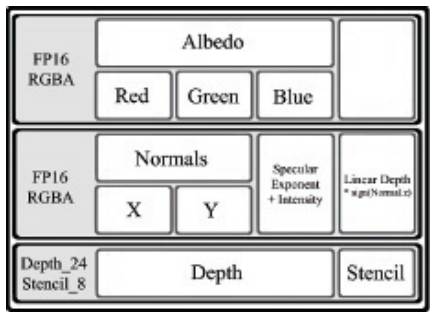 FP16
RGBA
Albedo
Red
Green
Blue
FP16
RGBA
Normals
X
Y
Specular
Exponent
+ Intensity
Linear Depth
* sign(Normal.z)
Depth_24
Stencil_8
Depth
Stencil